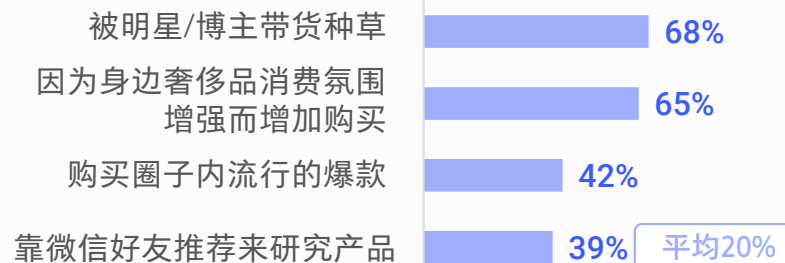 被明星/博主带货种草
68%
因为身边奢侈品消费氛围
增强而增加购买
65%
购买圈子内流行的爆款
42%
靠微信好友推荐来研究产品
39%
平均20%